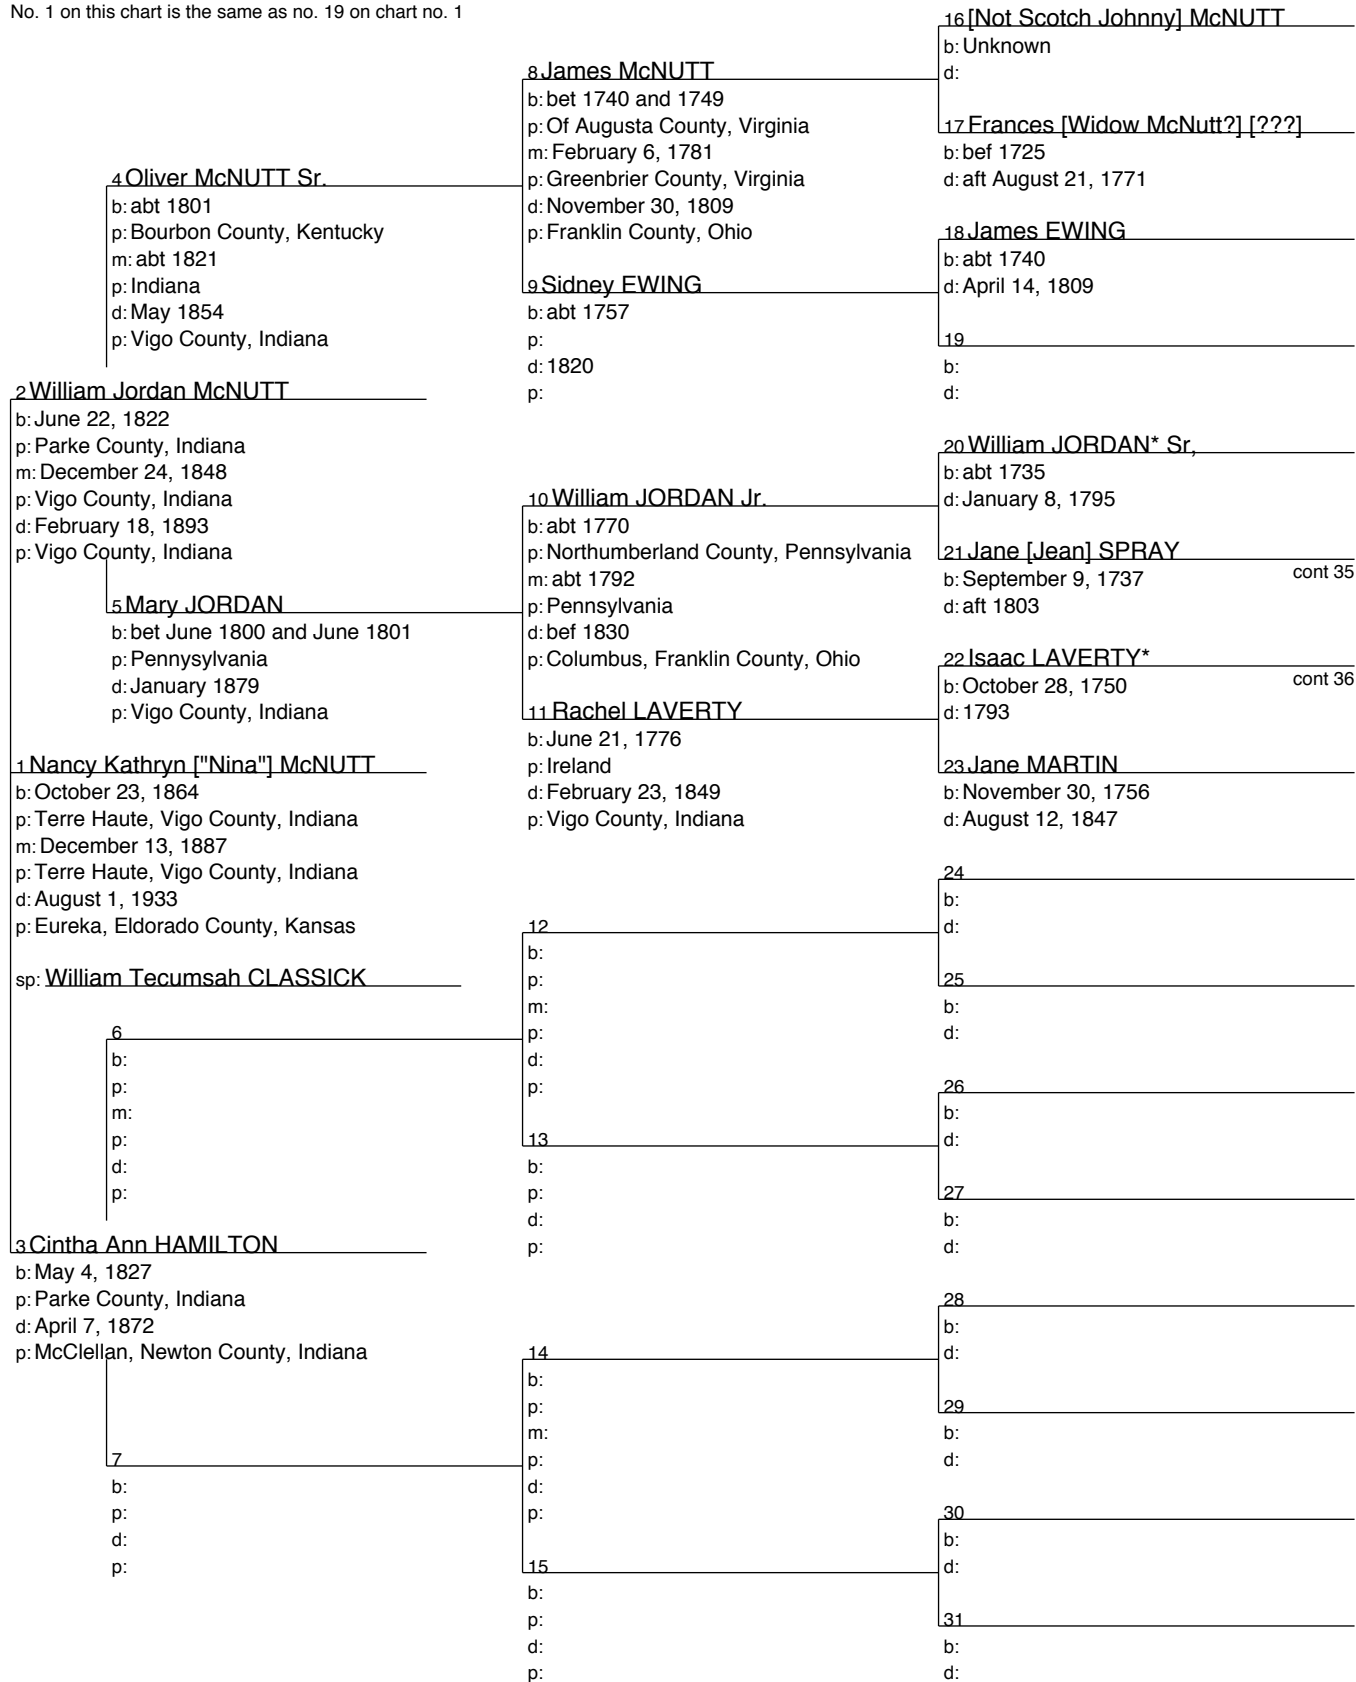 No. 1 on this chart is the same as no. 19 on chart no. 1
16 [Not Scotch Johnny] McNUTT
b: Unknown
d:
8 James McNUTT
b: bet 1740 and 1749
p: Of Augusta County, Virginia
m: February 6, 1781
p: Greenbrier County, Virginia
d: November 30, 1809
p: Franklin County, Ohio
17 Frances [Widow McNutt?] [???]
b: bef 1725
d: aft August 21, 1771
4 Oliver McNUTT Sr.
b: abt 1801
p: Bourbon County, Kentucky
m: abt 1821
p: Indiana
d: May 1854
p: Vigo County, Indiana
18 James EWING
b: abt 1740
d: April 14, 1809
9 Sidney EWING
b: abt 1757
p:
d: 1820
p:
19
b:
d:
2 William Jordan McNUTT
b: June 22, 1822
p: Parke County, Indiana
m: December 24, 1848
p: Vigo County, Indiana
d: February 18, 1893
p: Vigo County, Indiana
20 William JORDAN* Sr,
b: abt 1735
d: January 8, 1795
10 William JORDAN Jr.
b: abt 1770
p: Northumberland County, Pennsylvania
m: abt 1792
p: Pennsylvania
d: bef 1830
p: Columbus, Franklin County, Ohio
21 Jane [Jean] SPRAY
cont 35
b: September 9, 1737
d: aft 1803
5 Mary JORDAN
b: bet June 1800 and June 1801
p: Pennysylvania
d: January 1879
p: Vigo County, Indiana
22 Isaac LAVERTY*
cont 36
b: October 28, 1750
d: 1793
11 Rachel LAVERTY
b: June 21, 1776
p: Ireland
d: February 23, 1849
p: Vigo County, Indiana
23 Jane MARTIN
b: November 30, 1756
d: August 12, 1847
1 Nancy Kathryn ["Nina"] McNUTT
b: October 23, 1864
p: Terre Haute, Vigo County, Indiana
m: December 13, 1887
p: Terre Haute, Vigo County, Indiana
d: August 1, 1933
p: Eureka, Eldorado County, Kansas
sp: William Tecumsah CLASSICK
24
b:
d:
12
b:
p:
m:
p:
d:
p:
25
b:
d:
6
b:
p:
m:
p:
d:
p:
26
b:
d:
13
b:
p:
d:
p:
27
b:
d:
3 Cintha Ann HAMILTON
b: May 4, 1827
p: Parke County, Indiana
d: April 7, 1872
p: McClellan, Newton County, Indiana
28
b:
d:
14
b:
p:
m:
p:
d:
p:
29
b:
d:
7
b:
p:
d:
p:
30
b:
d:
15
b:
p:
d:
p:
31
b:
d: